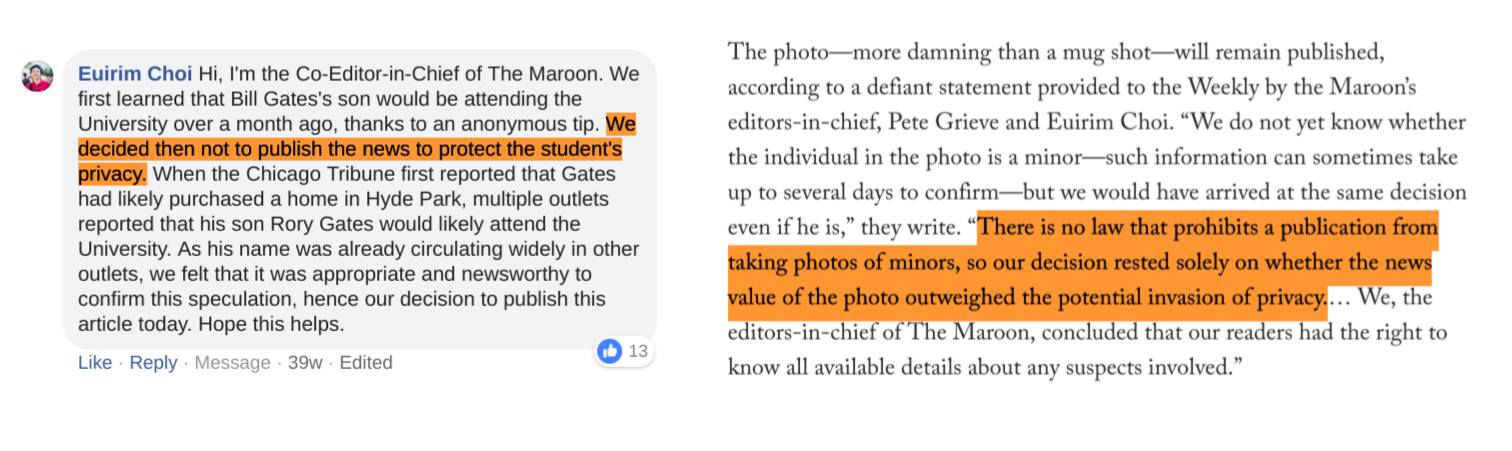 Euirim Choi Hi, I'm the Co-Editor-in-Chief of The Maroon. We
first learned that Bill Gates's son would be attending the
University over a month ago, thanks to an anonymous tip. We
decided then not to publish the news to protect the student's
privacy. When the Chicago Tribune first reported that Gates
had likely purchased a home in Hyde Park, multiple outlets
reported that his son Rory Gates would likely attend the
University. As his name was already circulating widely in other
outlets, we felt that it was appropriate and newsworthy to
confirm this speculation, hence our decision to publish this
article today. Hope this helps.
Like · Reply · Message · 39w · Edited
13
The photo—more damning than a mug shot—will remain published,
according to a defiant statement provided to the Weekly by the Maroon’s
editors-in-chief, Pete Grieve and Euirim Choi. “We do not yet know whether
the individual in the photo is a minor—such information can sometimes take
up to several days to confirm—but we would have arrived at the same decision
even if he is,” they write. “There is no law that prohibits a publication from
taking photos of minors, so our decision rested solely on whether the news
value of the photo outweighed the potential invasion of privacy.… We, the
editors-in-chief of The Maroon, concluded that our readers had the right to
know all available details about any suspects involved.”